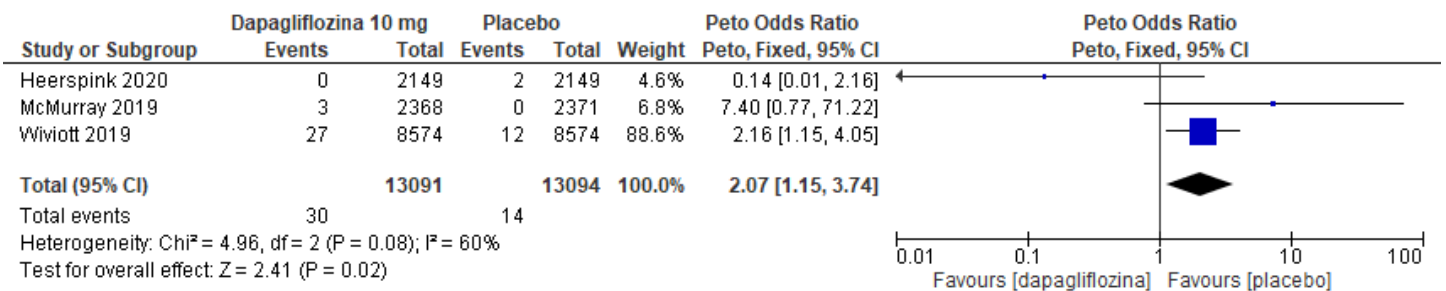 Dapagliflozina 10 mg Placebo Peto Odds Ratio Peto Odds Ratio
Study or Subgroup Events Total Events Total Weight Peto, Fixed, 95% CI Peto, Fixed, 95% CI
Heerspink 2020 0 2149 2 2149 4.6% 0.14 [0.01, 2.16]
McMurray 2019 3 2368 0 2371 6.8% 7.40 [0.77, 71.22]
Wiviott 2019 27 8574 12 8574 88.6% 2.16 [1.15, 4.05]
Total (95% CI) 13091 13094 100.0% 2.07 [1.15, 3.74]
Total events 30 14
Heterogeneity: Chi² = 4.96, df = 2 (P = 0.08); I² = 60%
Test for overall effect: Z = 2.41 (P = 0.02)
0.01 0.1 1 10 100
Favours [dapagliflozina] Favours [placebo]